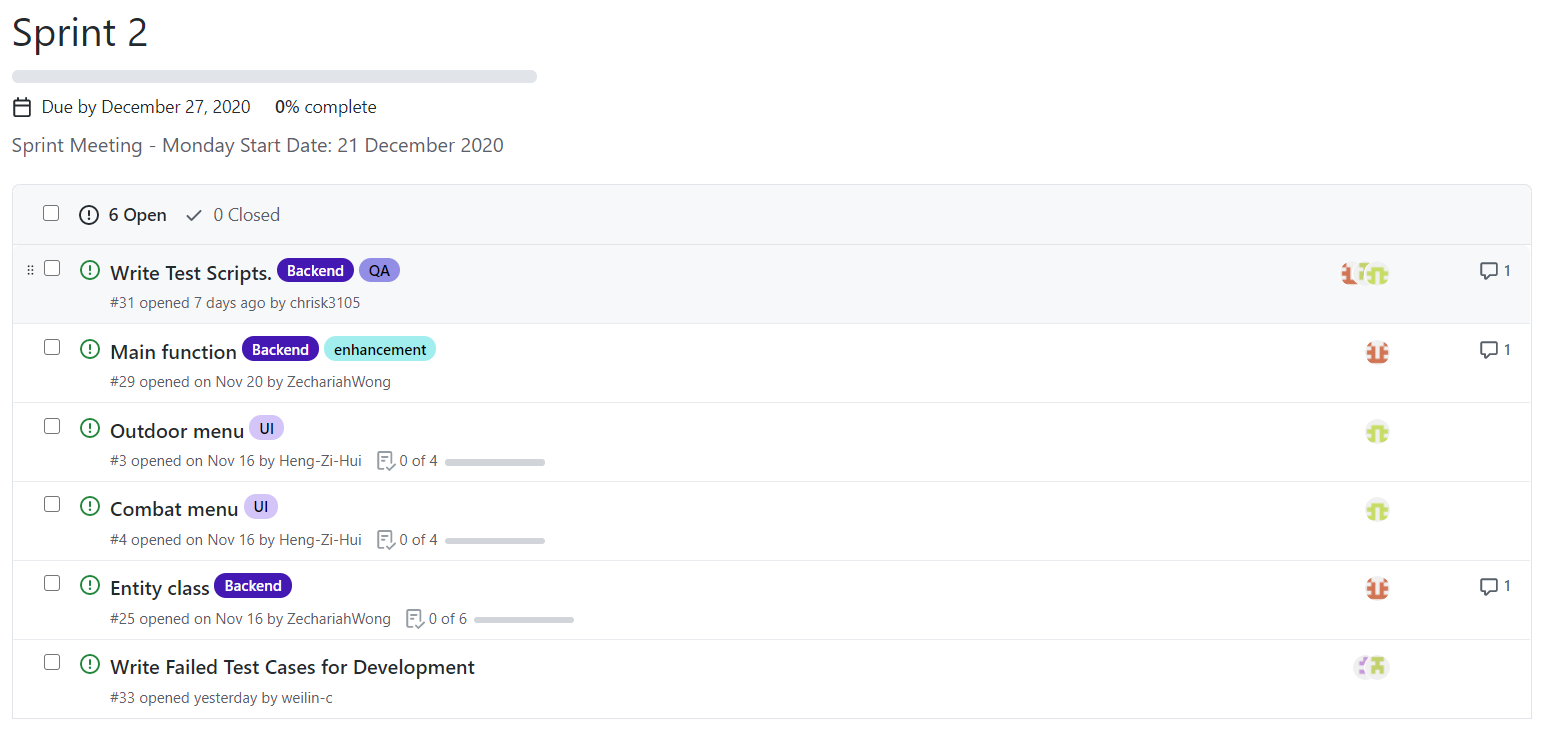 Sprint 2
Due by December 27, 2020 0% complete
Sprint Meeting - Monday Start Date: 21 December 2020
6 Open 0 Closed
Write Test Scripts. Backend QA 1
#31 opened 7 days ago by chrisk3105
Main function Backend enhancement 1
#29 opened on Nov 20 by ZechariahWong
Outdoor menu UI
#3 opened on Nov 16 by Heng-Zi-Hui 0 of 4
Combat menu UI
#4 opened on Nov 16 by Heng-Zi-Hui 0 of 4
Entity class Backend 1
#25 opened on Nov 16 by ZechariahWong 0 of 6
Write Failed Test Cases for Development
#33 opened yesterday by weilin-c